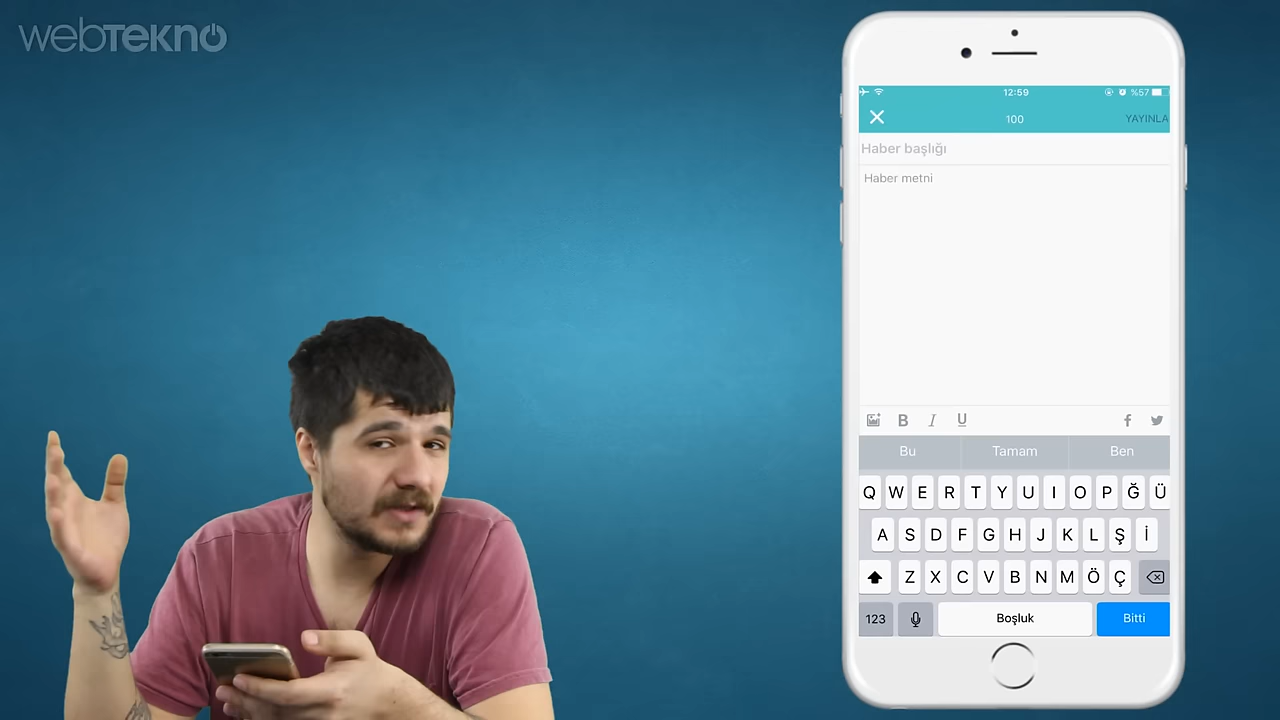 webTEKNO
12:59
%57
100
YAYINLA
Haber başlığı
Haber metni
B I U
Bu Tamam Ben
Q W E R T Y U I O P Ğ Ü
A S D F G H J K L Ş İ
Z X C V B N M Ö Ç
123 Boşluk Bitti